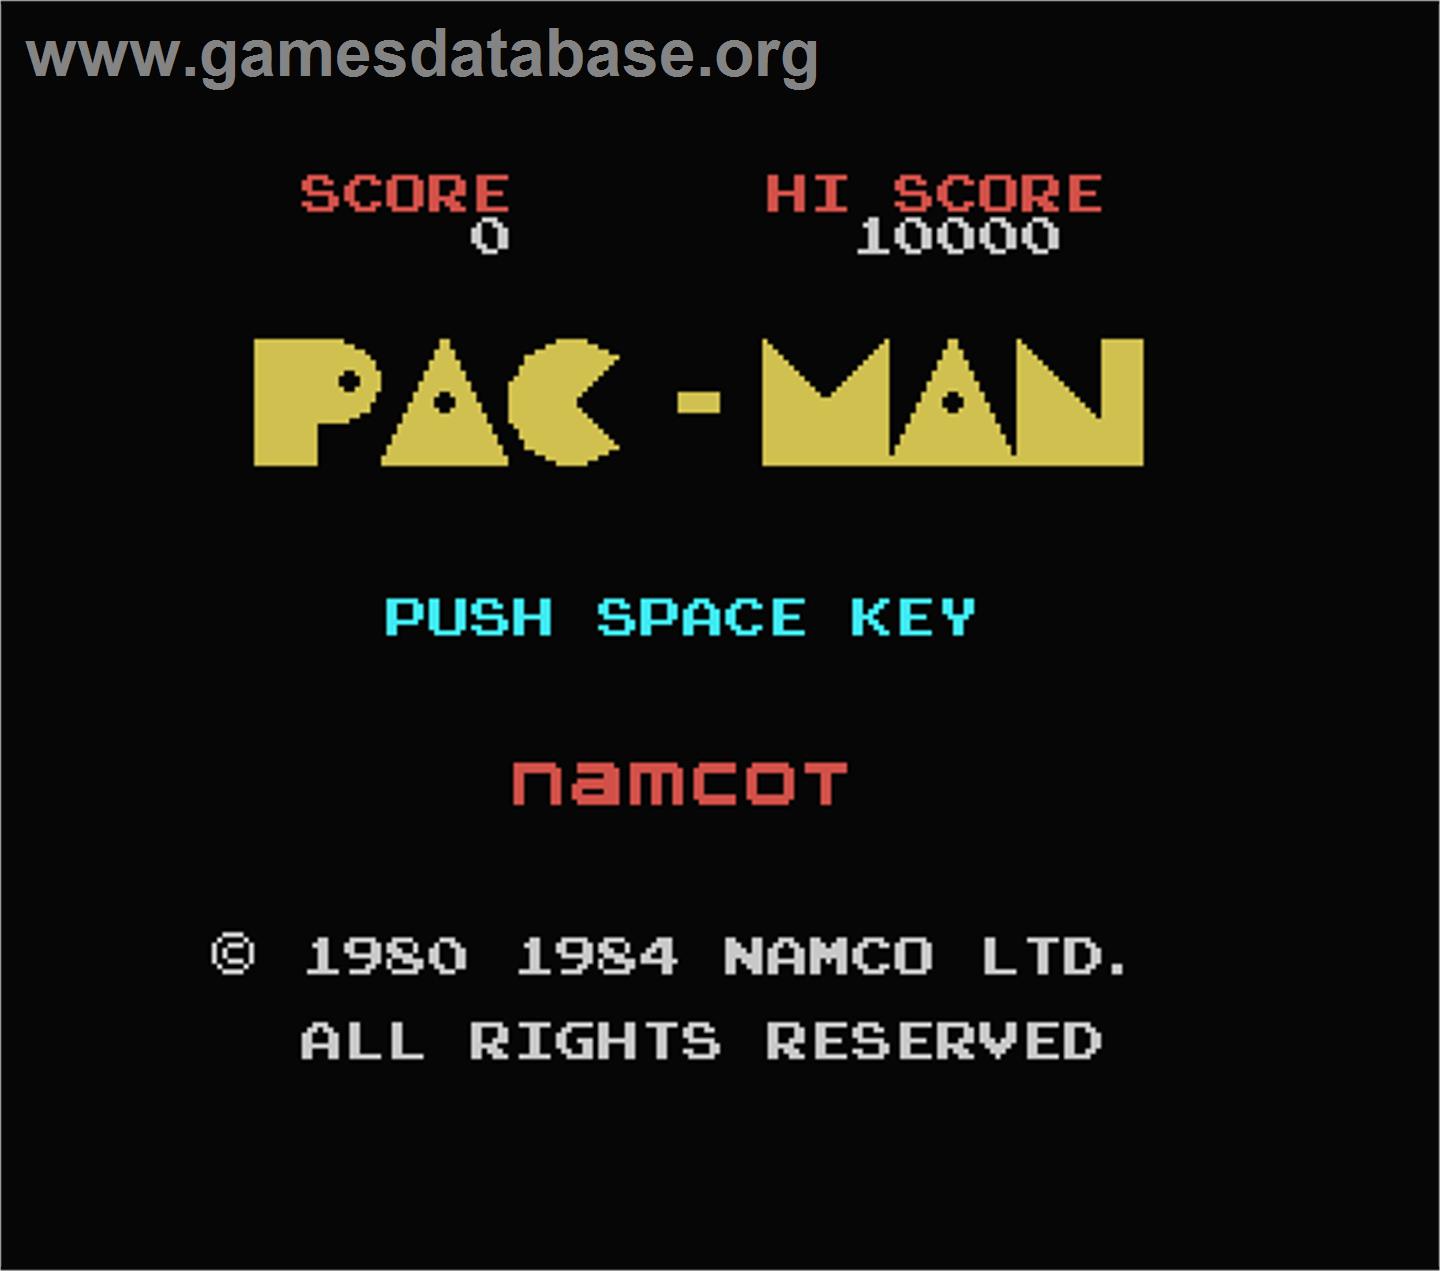 www.gamesdatabase.org
SCORE HI SCORE
0 10000
PAC-MAN
PUSH SPACE KEY
namcot
© 1980 1984 NAMCO LTD.
ALL RIGHTS RESERVED